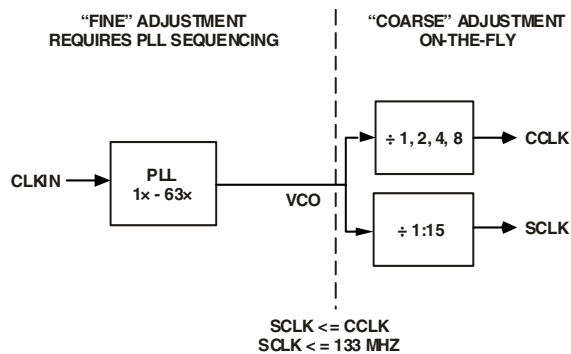 “FINE” ADJUSTMENT
REQUIRES PLL SEQUENCING
“COARSE” ADJUSTMENT
ON-THE-FLY
CLKIN
PLL
1× - 63×
VCO
÷ 1, 2, 4, 8
CCLK
÷ 1:15
SCLK
SCLK <= CCLK
SCLK <= 133 MHZ